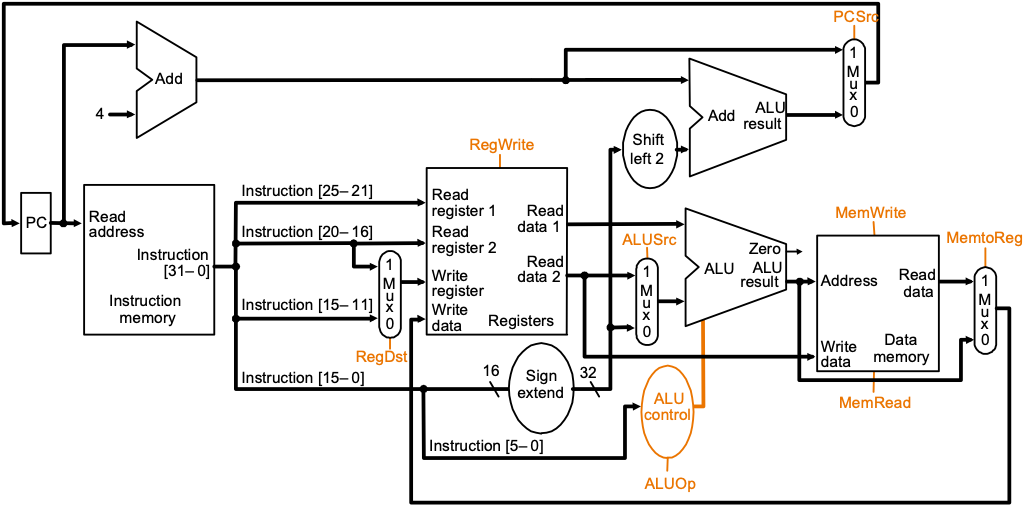 PCSrc
1
M
u
x
0
Add
4
Add
ALU
result
Shift
left 2
RegWrite
PC
Read
address
Instruction
[31–0]
Instruction
memory
Instruction [25–21]
Instruction [20–16]
Instruction [15–11]
Instruction [15–0]
Instruction [5–0]
1
M
u
x
0
RegDst
Read
register 1
Read
register 2
Write
register
Write
data
Read
data 1
Read
data 2
Registers
16
Sign
extend
32
ALUSrc
1
M
u
x
0
Zero
ALU
ALU
result
ALU
control
ALUOp
MemWrite
Address
Read
data
Write
data
Data
memory
MemRead
MemtoReg
1
M
u
x
0